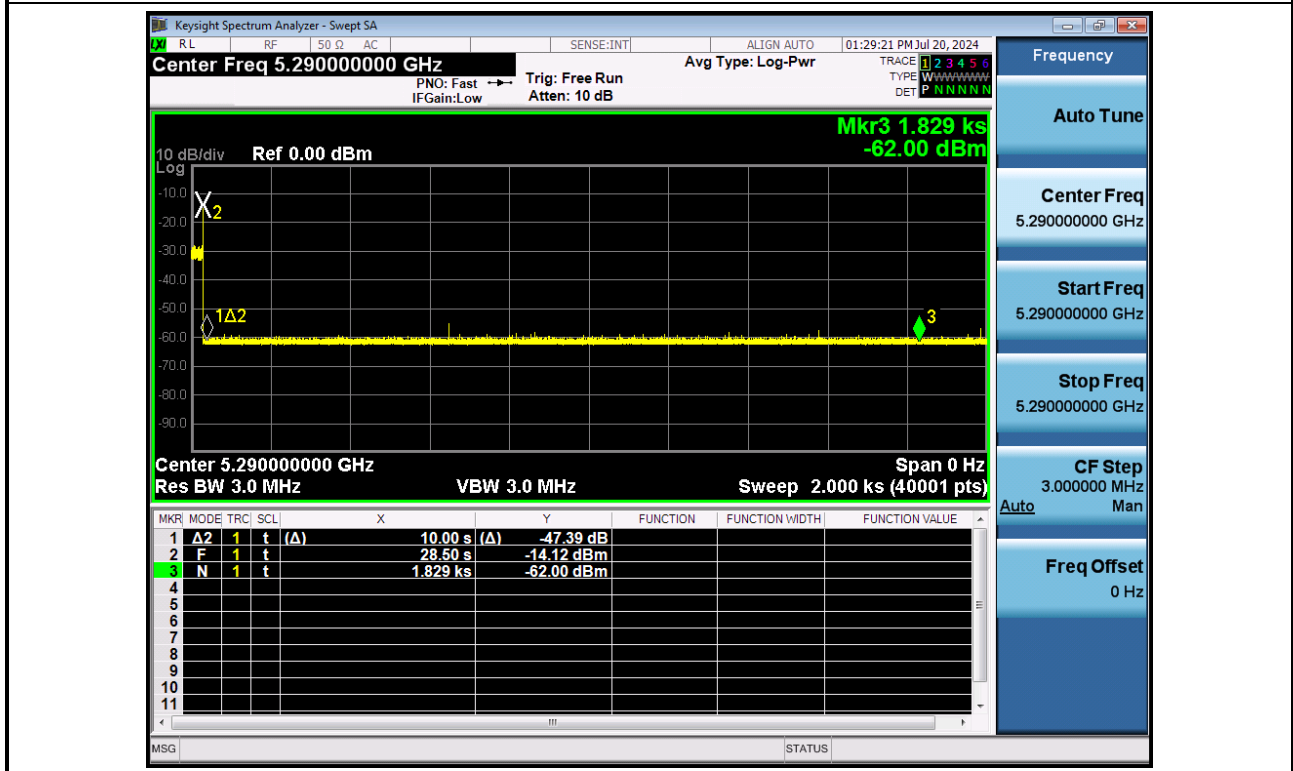 Keysight Spectrum Analyzer - Swept SA
LXI RL RF 50 Ω AC SENSE:INT ALIGN AUTO 01:29:21 PM Jul 20, 2024
Center Freq 5.290000000 GHz
PNO: Fast
IFGain:Low
Trig: Free Run
Atten: 10 dB
Avg Type: Log-Pwr
TRACE 1 2 3 4 5 6
TYPE WWWWWW
DET P N N N N N
Mkr3 1.829 ks
-62.00 dBm
10 dB/div Ref 0.00 dBm
Log
-10.0
-20.0
-30.0
-40.0
-50.0
-60.0
-70.0
-80.0
-90.0
2
1Δ2
3
Center 5.290000000 GHz Span 0 Hz
Res BW 3.0 MHz VBW 3.0 MHz Sweep 2.000 ks (40001 pts)
MKR MODE TRC SCL X Y FUNCTION FUNCTION WIDTH FUNCTION VALUE
1 Δ2 1 t (Δ) 10.00 s (Δ) -47.39 dB
2 F 1 t 28.50 s -14.12 dBm
3 N 1 t 1.829 ks -62.00 dBm
4
5
6
7
8
9
10
11
MSG STATUS
Frequency
Auto Tune
Center Freq
5.290000000 GHz
Start Freq
5.290000000 GHz
Stop Freq
5.290000000 GHz
CF Step
3.000000 MHz
Auto Man
Freq Offset
0 Hz